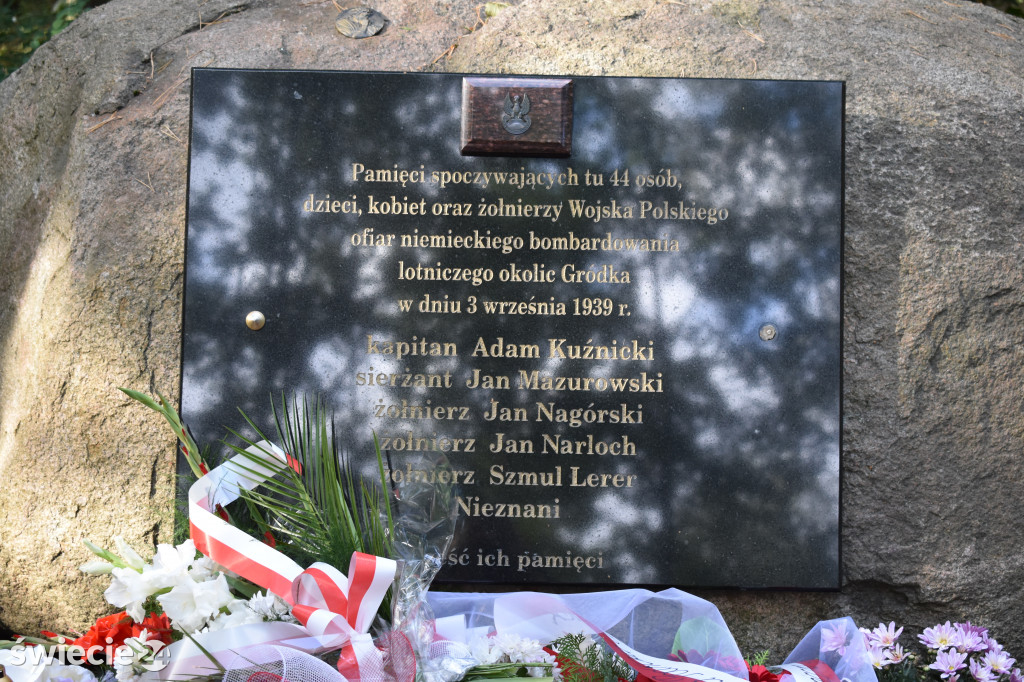 Pamięci spoczywających tu 44 osób,
dzieci, kobiet oraz żołnierzy Wojska Polskiego
ofiar niemieckiego bombardowania
lotniczego okolic Gródka
w dniu 3 września 1939 r.
kapitan Adam Kuźnicki
sierżant Jan Mazurowski
żołnierz Jan Nagórski
żołnierz Jan Narloch
żołnierz Szmul Lerer
Nieznani
ich pamięci
swiecie24